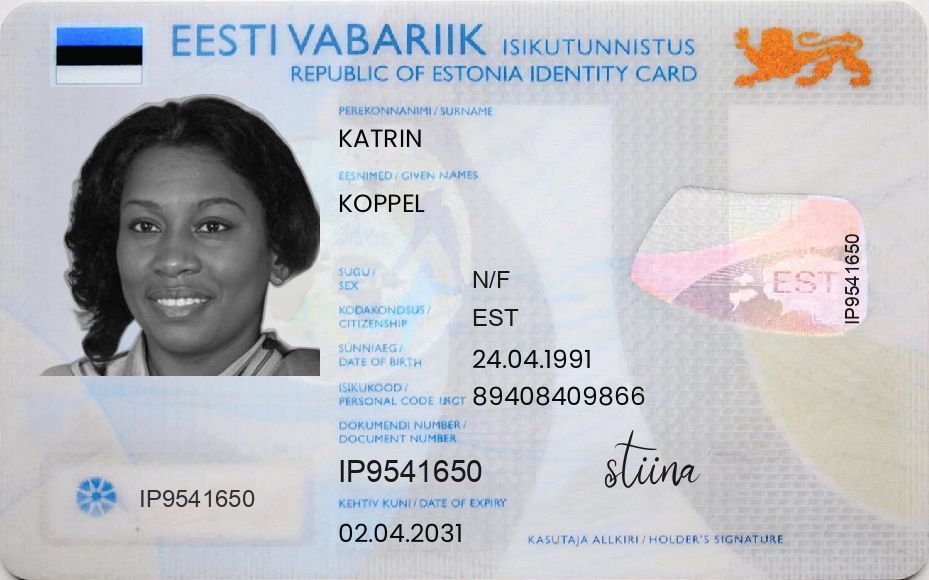 EESTI VABARIIK ISIKUTUNNISTUS
REPUBLIC OF ESTONIA IDENTITY CARD
PEREKONNANIMI / SURNAME
KATRIN
EESNIMED / GIVEN NAMES
KOPPEL
SUGU /
SEX
N/F
KODAKONDSUS /
CITIZENSHIP
EST
SÜNNIAEG /
DATE OF BIRTH
24.04.1991
ISIKUKOOD /
PERSONAL CODE
89408409866
DOKUMENDI NUMBER /
DOCUMENT NUMBER
IP9541650
KEHTIV KUNI / DATE OF EXPIRY
02.04.2031
IP9541650
EST
IP9541650
stiina
KASUTAJA ALLKIRI / HOLDER'S SIGNATURE